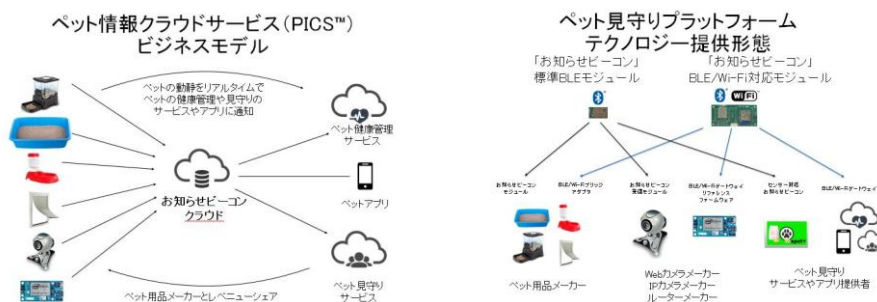 ペット情報クラウドサービス（PICS™）
ビジネスモデル
ペットの動静をリアルタイムで
ペットの健康管理や見守りの
サービスやアプリに通知
ペット健康管理
サービス
お知らせビーコン
クラウド
ペットアプリ
ペット見守り
サービス
ペット用品メーカーとレベニューシェア
ペット見守りプラットフォーム
テクノロジー提供形態
「お知らせビーコン」
標準BLEモジュール
「お知らせビーコン」
BLE/Wi-Fi対応モジュール
WiFi
お知らせビーコン
モジュール
BLE/Wi-Fiブリッジ
アダプタ
お知らせビーコン
受信モジュール
BLE/Wi-Fiゲートウェイ
リファレンス
ファームウェア
センサー対応
お知らせビーコン
BLE/Wi-Fiゲートウェイ
ペット用品メーカー
Webカメラメーカー
IPカメラメーカー
ルーターメーカー
ペット見守り
サービスやアプリ提供者